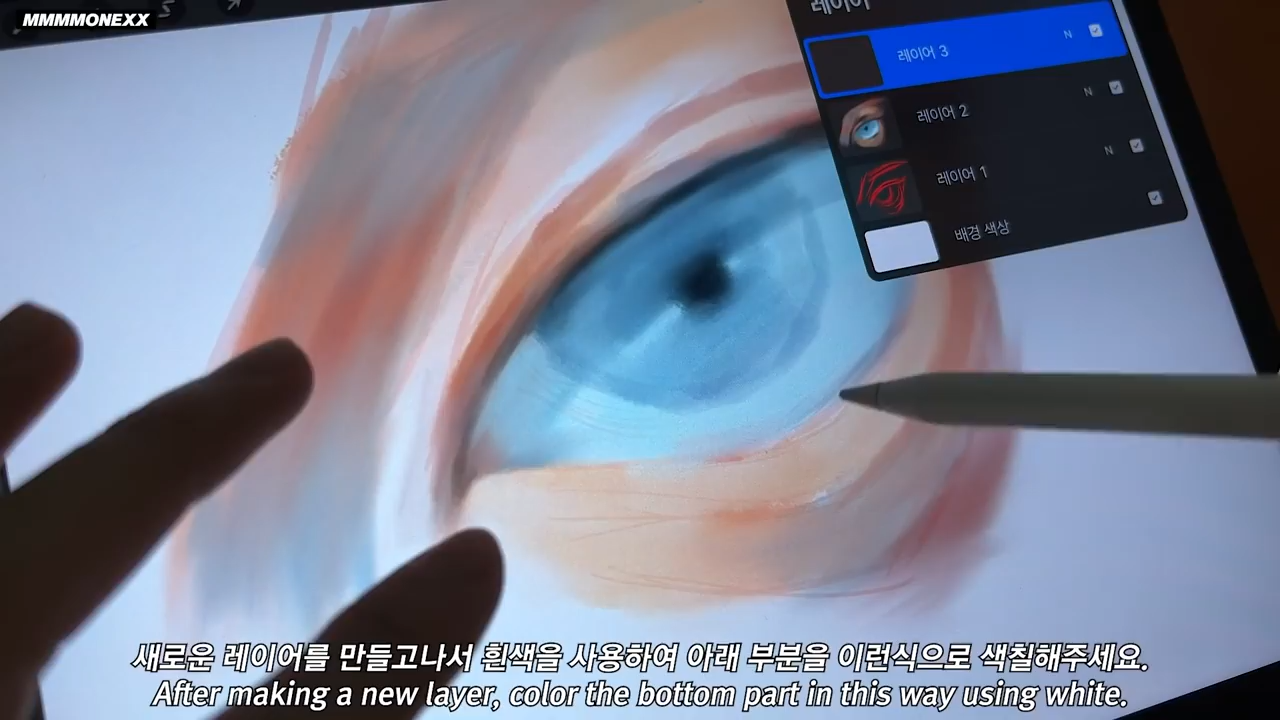 MMMMONEXX
레이어
레이어 3
N
레이어 2
N
레이어 1
N
배경 색상
새로운 레이어를 만들고나서 흰색을 사용하여 아래 부분을 이런식으로 색칠해주세요.
After making a new layer, color the bottom part in this way using white.